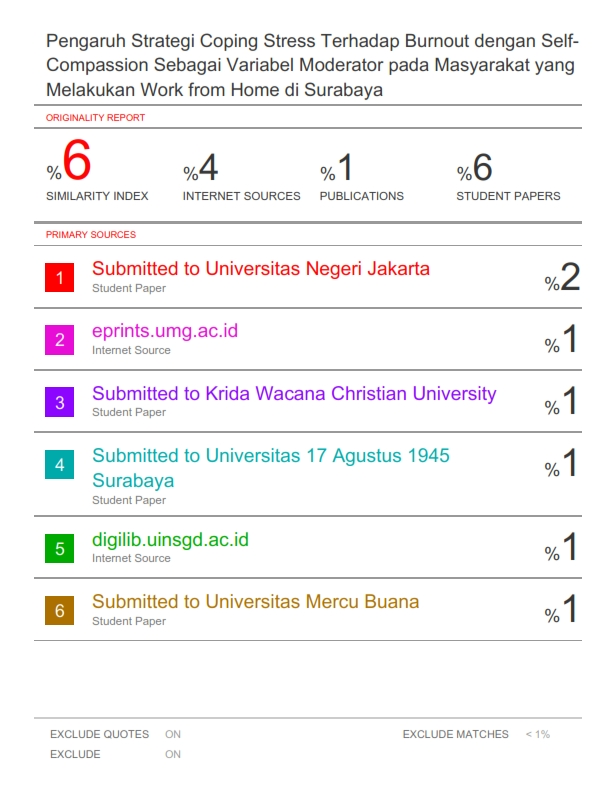 Pengaruh Strategi Coping Stress Terhadap Burnout dengan Self-
Compassion Sebagai Variabel Moderator pada Masyarakat yang
Melakukan Work from Home di Surabaya
ORIGINALITY REPORT
%6 %4 %1 %6
SIMILARITY INDEX INTERNET SOURCES PUBLICATIONS STUDENT PAPERS
PRIMARY SOURCES
1 Submitted to Universitas Negeri Jakarta %2
Student Paper
2 eprints.umg.ac.id %1
Internet Source
3 Submitted to Krida Wacana Christian University %1
Student Paper
4 Submitted to Universitas 17 Agustus 1945 %1
Surabaya
Student Paper
5 digilib.uinsgd.ac.id %1
Internet Source
6 Submitted to Universitas Mercu Buana %1
Student Paper
EXCLUDE QUOTES ON EXCLUDE MATCHES < 1%
EXCLUDE ON